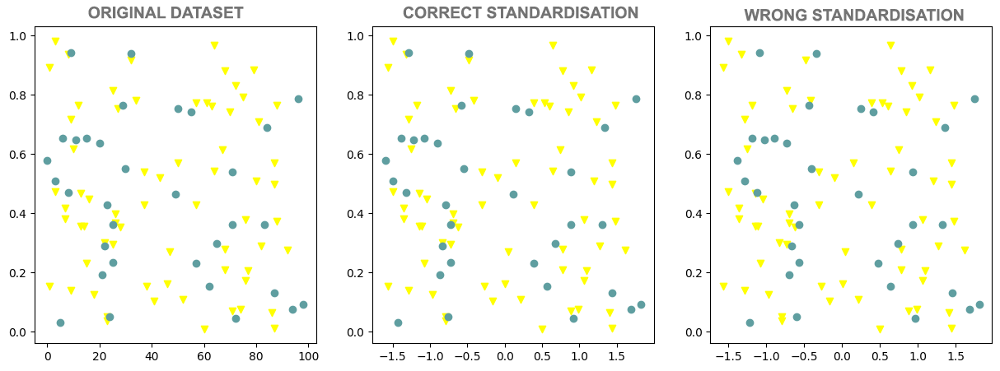 ORIGINAL DATASET CORRECT STANDARDISATION WRONG STANDARDISATION
1.0 1.0 1.0
0.8 0.8 0.8
0.6 0.6 0.6
0.4 0.4 0.4
0.2 0.2 0.2
0.0 0.0 0.0
0 20 40 60 80 100 −1.5 −1.0 −0.5 0.0 0.5 1.0 1.5 −1.5 −1.0 −0.5 0.0 0.5 1.0 1.5